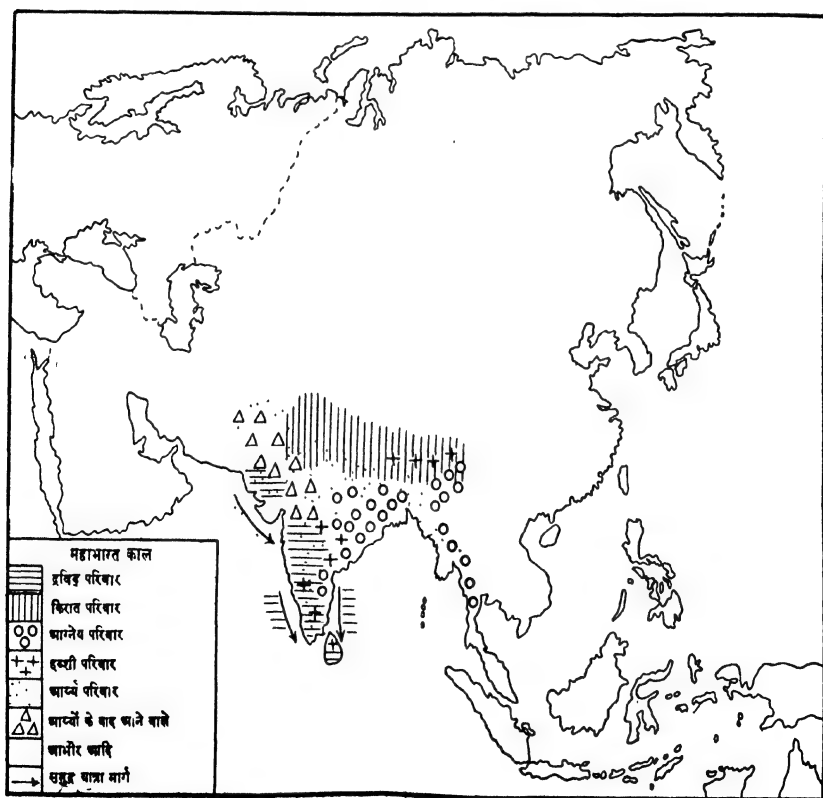 महाभारत काल
द्रविड़ परिवार
किरात परिवार
आग्नेय परिवार
हब्शी परिवार
आर्य्य परिवार
आर्य्यों के बाद आने वाले
आभीर आदि
समुद्र यात्रा मार्ग